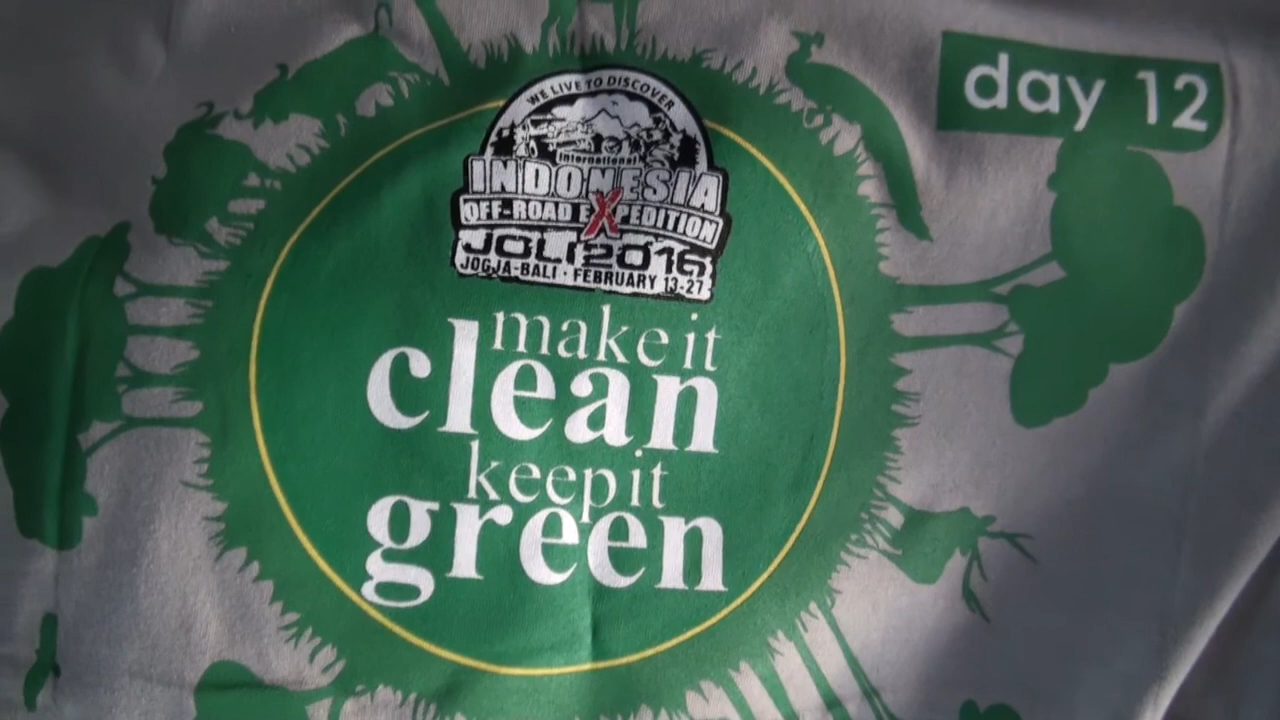 day 12
WE LIVE TO DISCOVER
International
INDONESIA
OFF-ROAD EXPEDITION
JOLI 2016
JOGJA-BALI · FEBRUARY 13-27
make it
clean
keep it
green